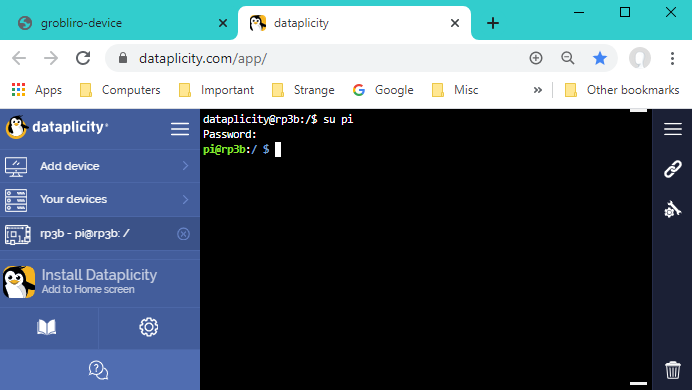 grobliro-device
dataplicity
dataplicity.com/app/
Apps
Computers
Important
Strange
G Google
Misc
»
Other bookmarks
dataplicity
Add device
Your devices
rp3b - pi@rp3b: /
Install Dataplicity
Add to Home screen
dataplicity@rp3b:/$ su pi
Password:
pi@rp3b:/ $